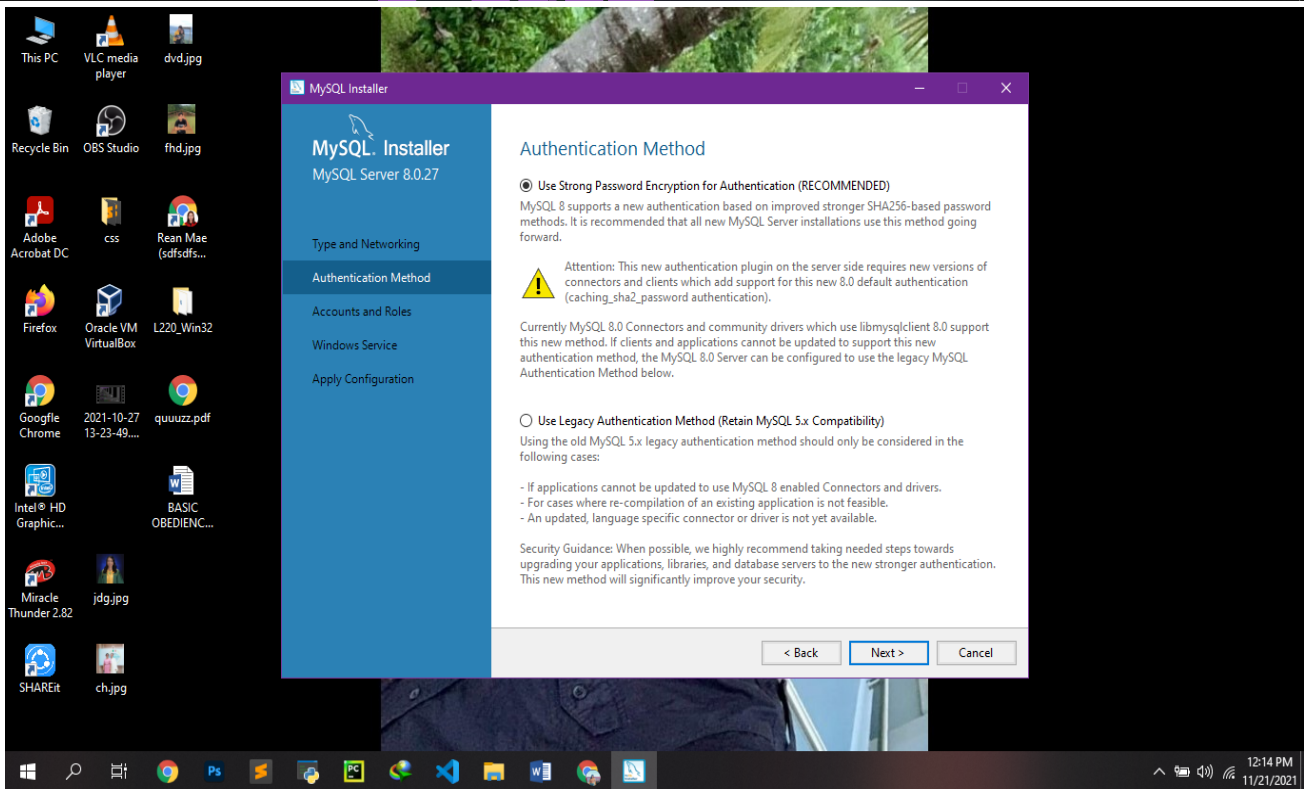 This PC
VLC media
player
dvd.jpg
Recycle Bin
OBS Studio
fhd.jpg
Adobe
Acrobat DC
css
Rean Mae
(sdfsdfs...
Firefox
Oracle VM
VirtualBox
L220_Win32
Googfle
Chrome
2021-10-27
13-23-49....
quuuzz.pdf
Intel® HD
Graphic...
BASIC
OBEDIENC...
Miracle
Thunder 2.82
jdg.jpg
SHAREit
ch.jpg
MySQL Installer
MySQL. Installer
MySQL Server 8.0.27
Type and Networking
Authentication Method
Accounts and Roles
Windows Service
Apply Configuration
Authentication Method
Use Strong Password Encryption for Authentication (RECOMMENDED)
MySQL 8 supports a new authentication based on improved stronger SHA256-based password
methods. It is recommended that all new MySQL Server installations use this method going
forward.
Attention: This new authentication plugin on the server side requires new versions of
connectors and clients which add support for this new 8.0 default authentication
(caching_sha2_password authentication).
Currently MySQL 8.0 Connectors and community drivers which use libmysqlclient 8.0 support
this new method. If clients and applications cannot be updated to support this new
authentication method, the MySQL 8.0 Server can be configured to use the legacy MySQL
Authentication Method below.
Use Legacy Authentication Method (Retain MySQL 5.x Compatibility)
Using the old MySQL 5.x legacy authentication method should only be considered in the
following cases:
- If applications cannot be updated to use MySQL 8 enabled Connectors and drivers.
- For cases where re-compilation of an existing application is not feasible.
- An updated, language specific connector or driver is not yet available.
Security Guidance: When possible, we highly recommend taking needed steps towards
upgrading your applications, libraries, and database servers to the new stronger authentication.
This new method will significantly improve your security.
< Back
Next >
Cancel
Ps
PC
12:14 PM
11/21/2021